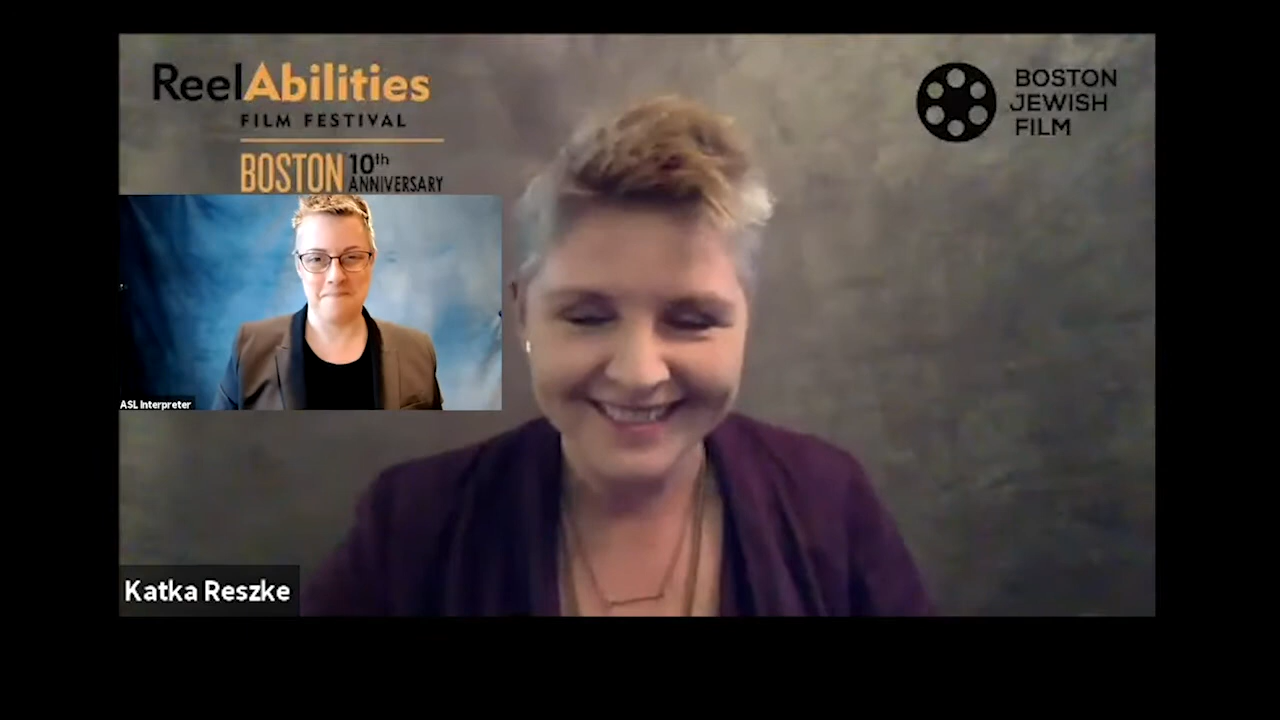 ReelAbilities
FILM FESTIVAL
BOSTON 10th ANNIVERSARY
BOSTON
JEWISH
FILM
ASL Interpreter
Katka Reszke